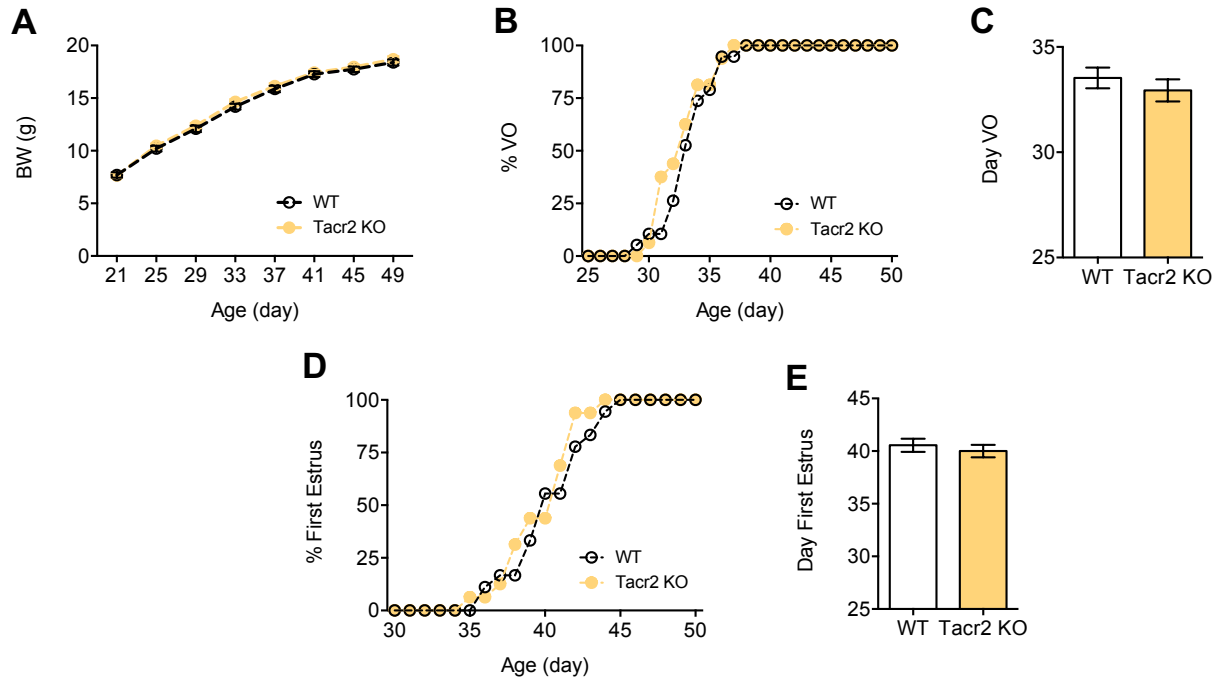 A
BW (g)
20
15
10
5
0
21 25 29 33 37 41 45 49
Age (day)
WT
Tacr2 KO
B
% VO
100
75
50
25
0
25 30 35 40 45 50
Age (day)
WT
Tacr2 KO
C
Day VO
35
33
25
WT Tacr2 KO
D
% First Estrus
100
75
50
25
0
30 35 40 45 50
Age (day)
WT
Tacr2 KO
E
Day First Estrus
45
40
35
30
25
WT Tacr2 KO